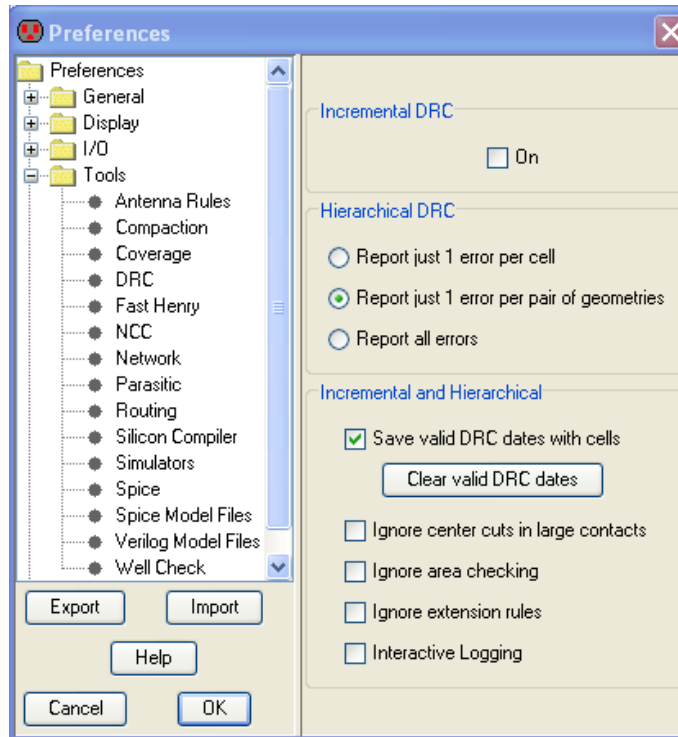 Preferences
Preferences
General
Display
I/O
Tools
Antenna Rules
Compaction
Coverage
DRC
Fast Henry
NCC
Network
Parasitic
Routing
Silicon Compiler
Simulators
Spice
Spice Model Files
Verilog Model Files
Well Check
Export Import
Help
Cancel OK
Incremental DRC
On
Hierarchical DRC
Report just 1 error per cell
Report just 1 error per pair of geometries
Report all errors
Incremental and Hierarchical
Save valid DRC dates with cells
Clear valid DRC dates
Ignore center cuts in large contacts
Ignore area checking
Ignore extension rules
Interactive Logging